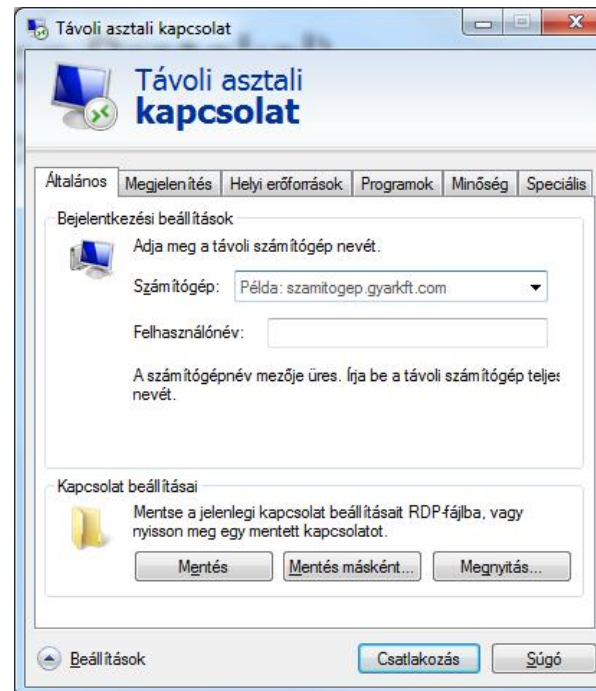 Távoli asztali kapcsolat
Távoli asztali
kapcsolat
Általános Megjelenítés Helyi erőforrások Programok Minőség Speciális
Bejelentkezési beállítások
Adja meg a távoli számítógép nevét.
Számítógép: Példa: szamitogep.gyarkft.com
Felhasználónév:
A számítógépnév mezője üres. Írja be a távoli számítógép teljes
nevét.
Kapcsolat beállításai
Mentse a jelenlegi kapcsolat beállításait RDP-fájlba, vagy
nyisson meg egy mentett kapcsolatot.
Mentés Mentés másként... Megnyitás...
Beállítások Csatlakozás Súgó